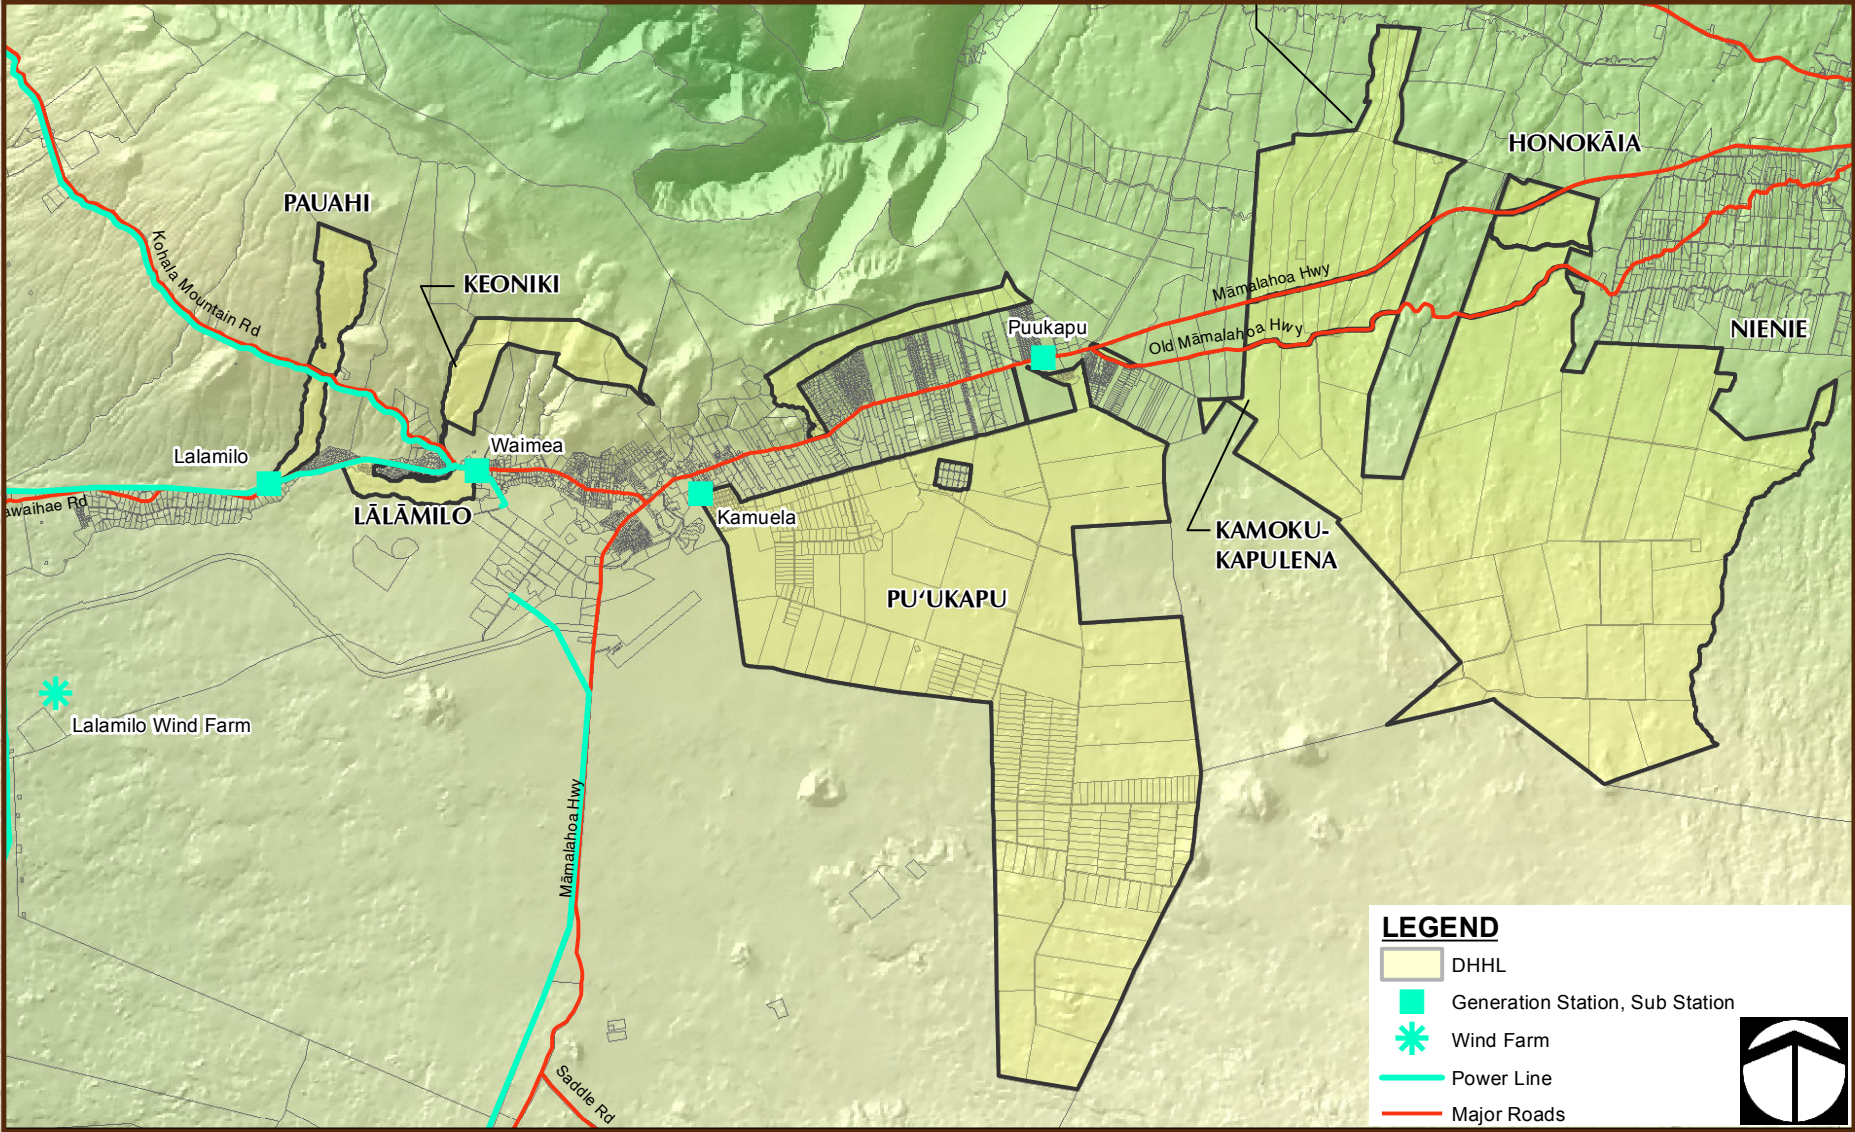 HONOKĀIA
PAUAHI
Kohala Mountain Rd
KEONIKI
Māmalahoa Hwy
Puukapu
Old Māmalahoa Hwy
NIENIE
Waimea
Lalamilo
awaihae Rd
LĀLĀMILO
Kamuela
KAMOKU-
KAPULENA
PU‘UKAPU
Lalamilo Wind Farm
Māmalahoa Hwy
Saddle Rd
LEGEND
DHHL
Generation Station, Sub Station
Wind Farm
Power Line
Major Roads